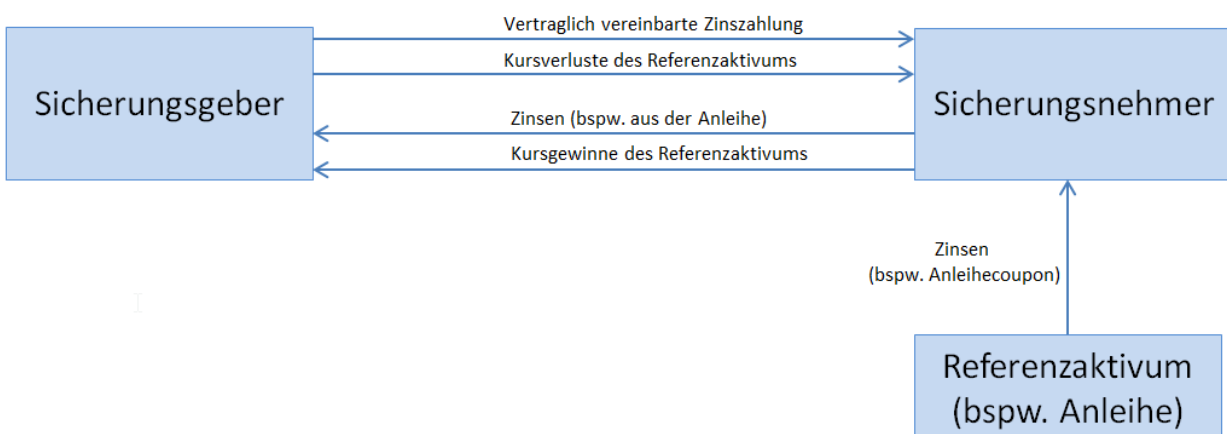 Vertraglich vereinbarte Zinszahlung
Kursverluste des Referenzaktivums
Sicherungsgeber
Sicherungsnehmer
Zinsen (bspw. aus der Anleihe)
Kursgewinne des Referenzaktivums
Zinsen
(bspw. Anleihecoupon)
Referenzaktivum
(bspw. Anleihe)